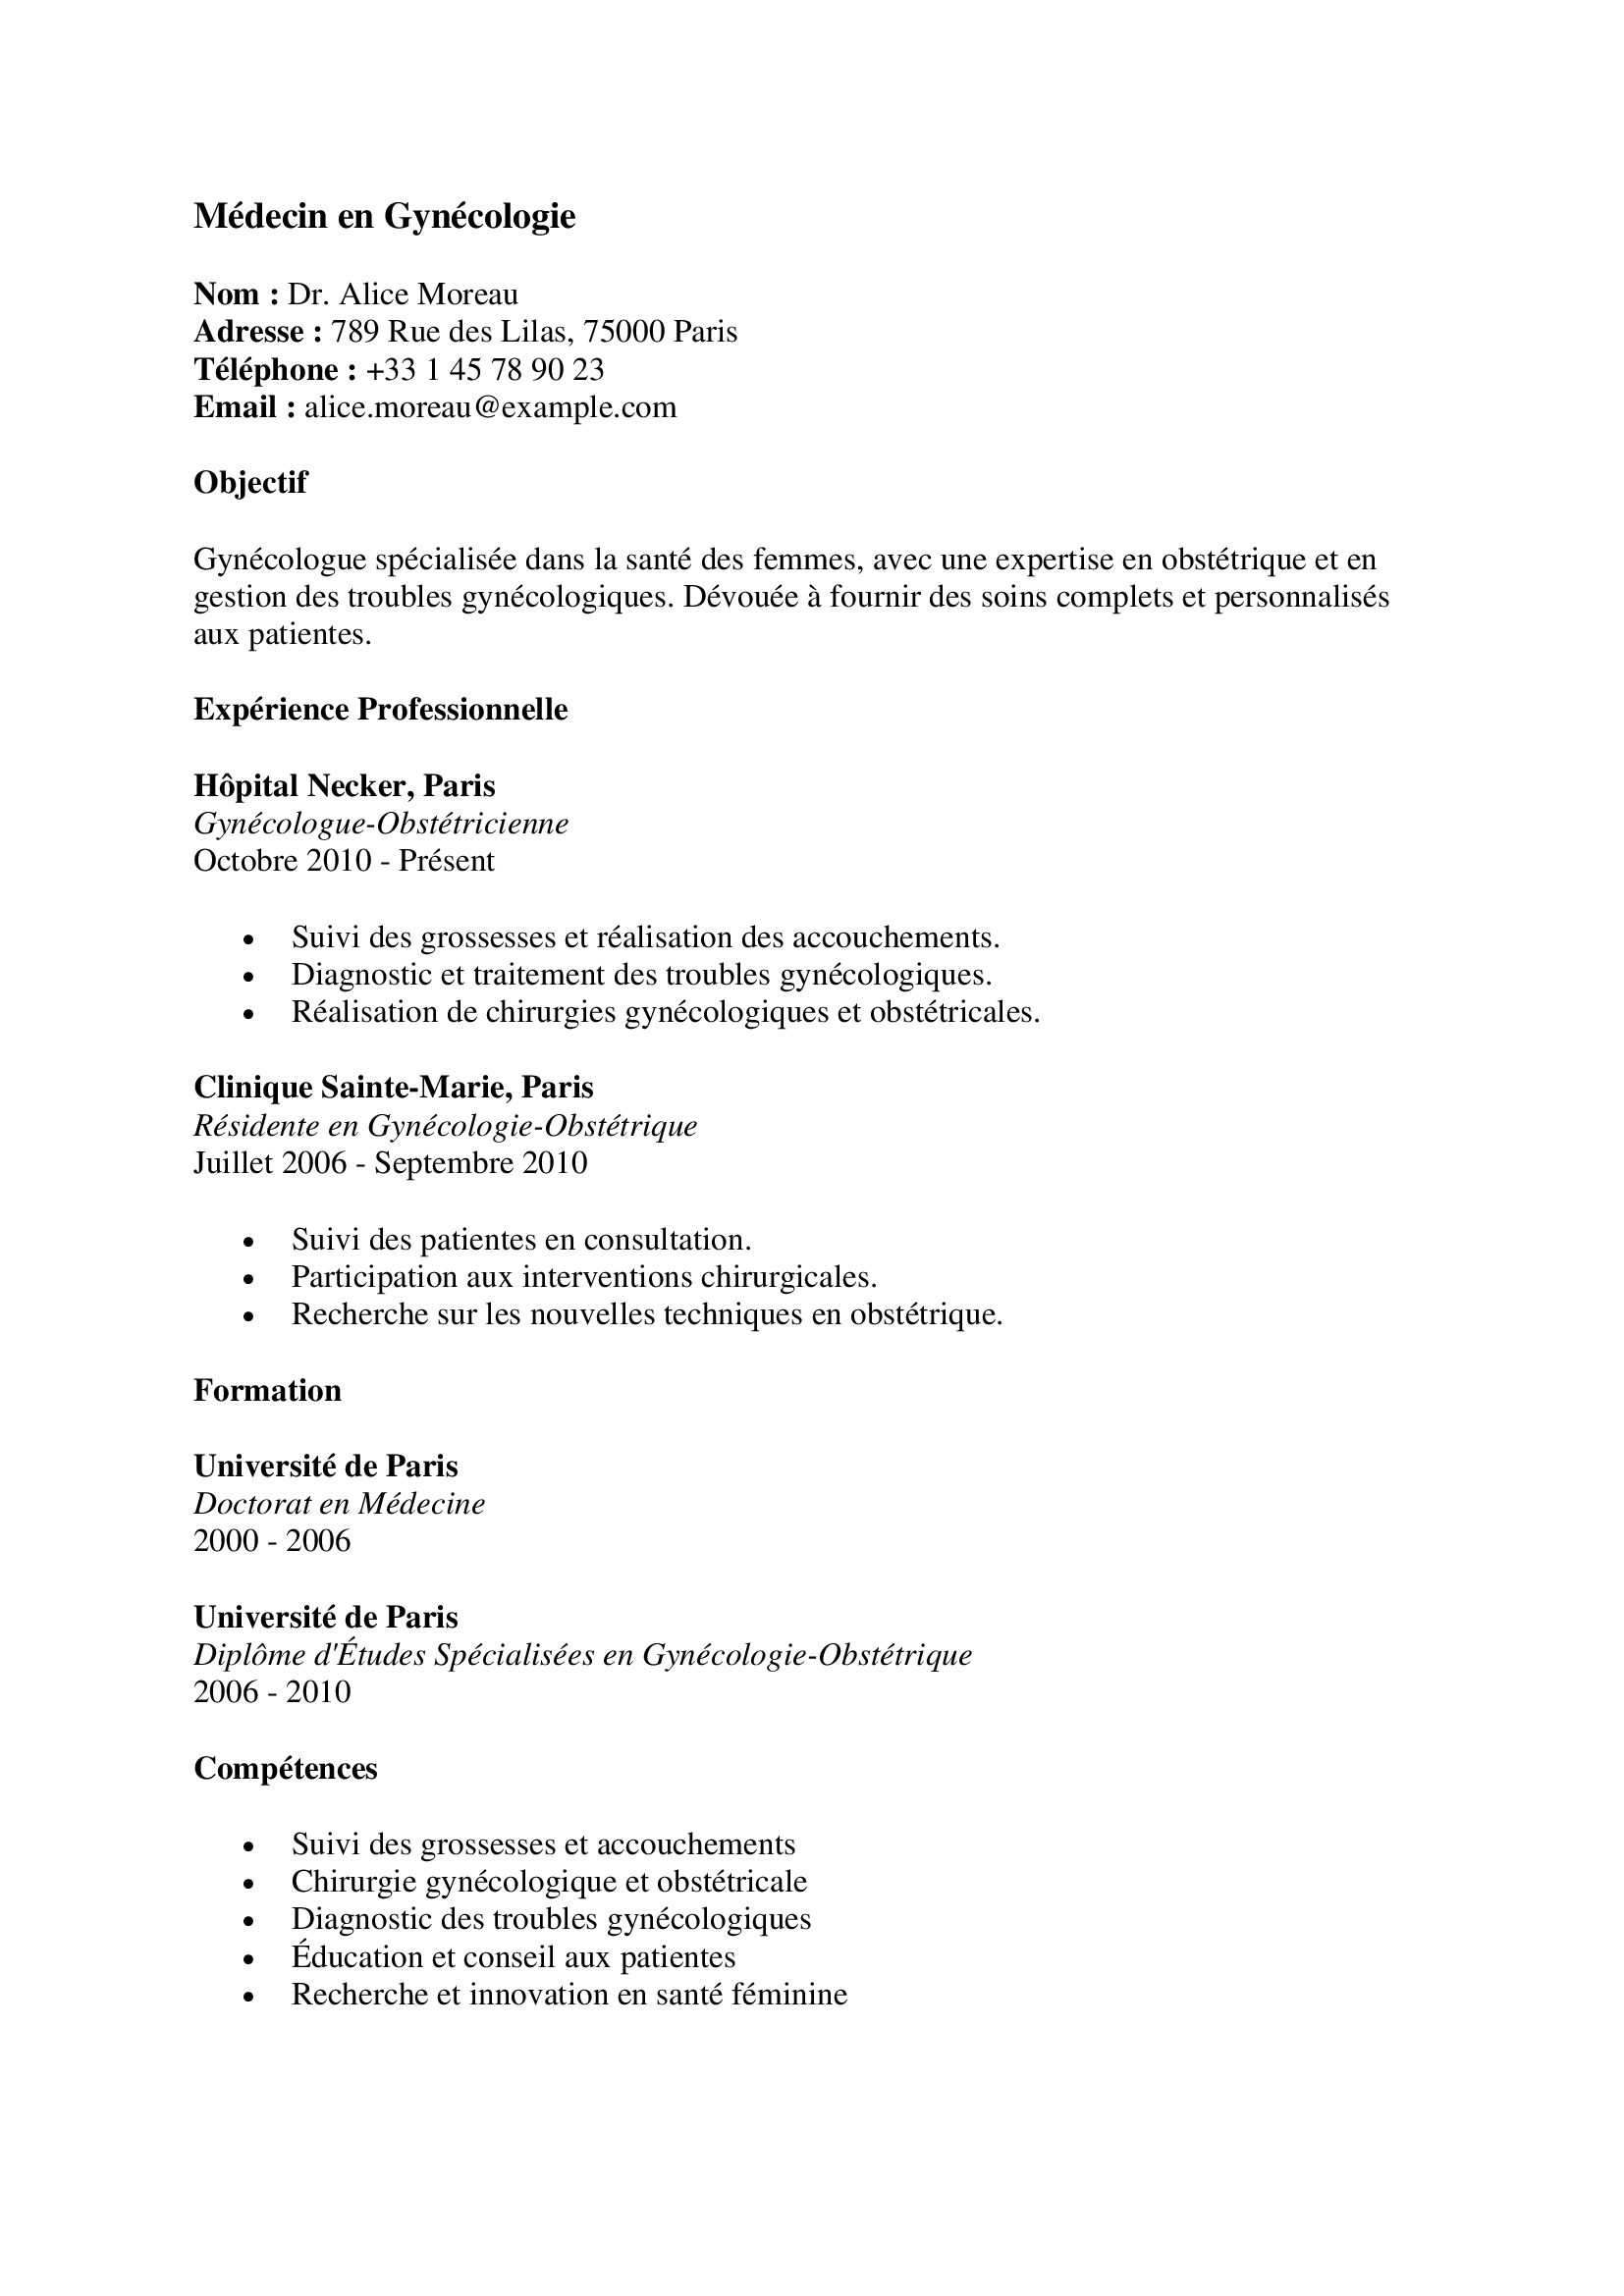 Médecin en Gynécologie
Nom : Dr. Alice Moreau
Adresse : 789 Rue des Lilas, 75000 Paris
Téléphone : +33 1 45 78 90 23
Email : alice.moreau@example.com
Objectif
Gynécologue spécialisée dans la santé des femmes, avec une expertise en obstétrique et en
gestion des troubles gynécologiques. Dévouée à fournir des soins complets et personnalisés
aux patientes.
Expérience Professionnelle
Hôpital Necker, Paris
Gynécologue-Obstétricienne
Octobre 2010 - Présent
• Suivi des grossesses et réalisation des accouchements.
• Diagnostic et traitement des troubles gynécologiques.
• Réalisation de chirurgies gynécologiques et obstétricales.
Clinique Sainte-Marie, Paris
Résidente en Gynécologie-Obstétrique
Juillet 2006 - Septembre 2010
• Suivi des patientes en consultation.
• Participation aux interventions chirurgicales.
• Recherche sur les nouvelles techniques en obstétrique.
Formation
Université de Paris
Doctorat en Médecine
2000 - 2006
Université de Paris
Diplôme d'Études Spécialisées en Gynécologie-Obstétrique
2006 - 2010
Compétences
• Suivi des grossesses et accouchements
• Chirurgie gynécologique et obstétricale
• Diagnostic des troubles gynécologiques
• Éducation et conseil aux patientes
• Recherche et innovation en santé féminine